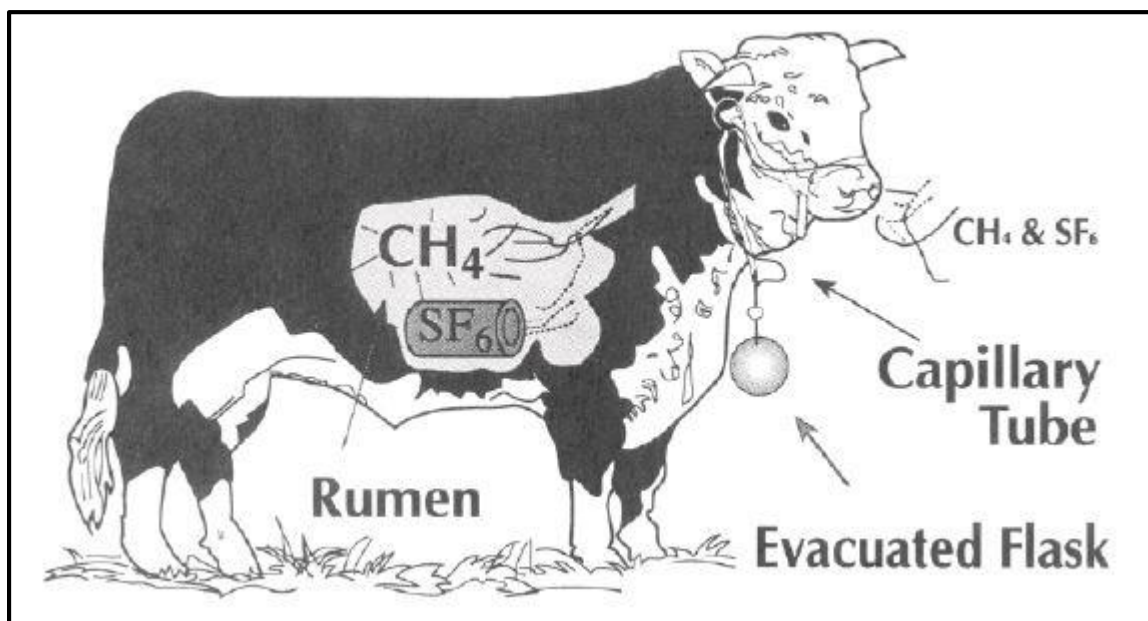 CH₄
SF₆
CH₄ & SF₆
Capillary
Tube
Rumen
Evacuated Flask